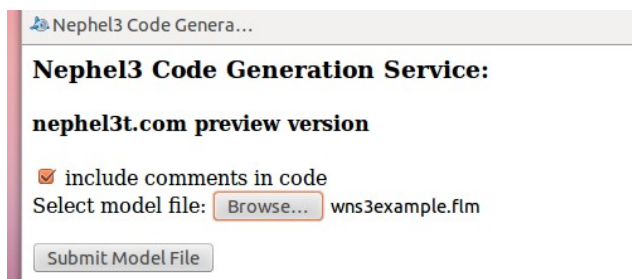 Nephel3 Code Genera...
Nephel3 Code Generation Service:
nephel3t.com preview version
include comments in code
Select model file: Browse... wns3example.flm
Submit Model File